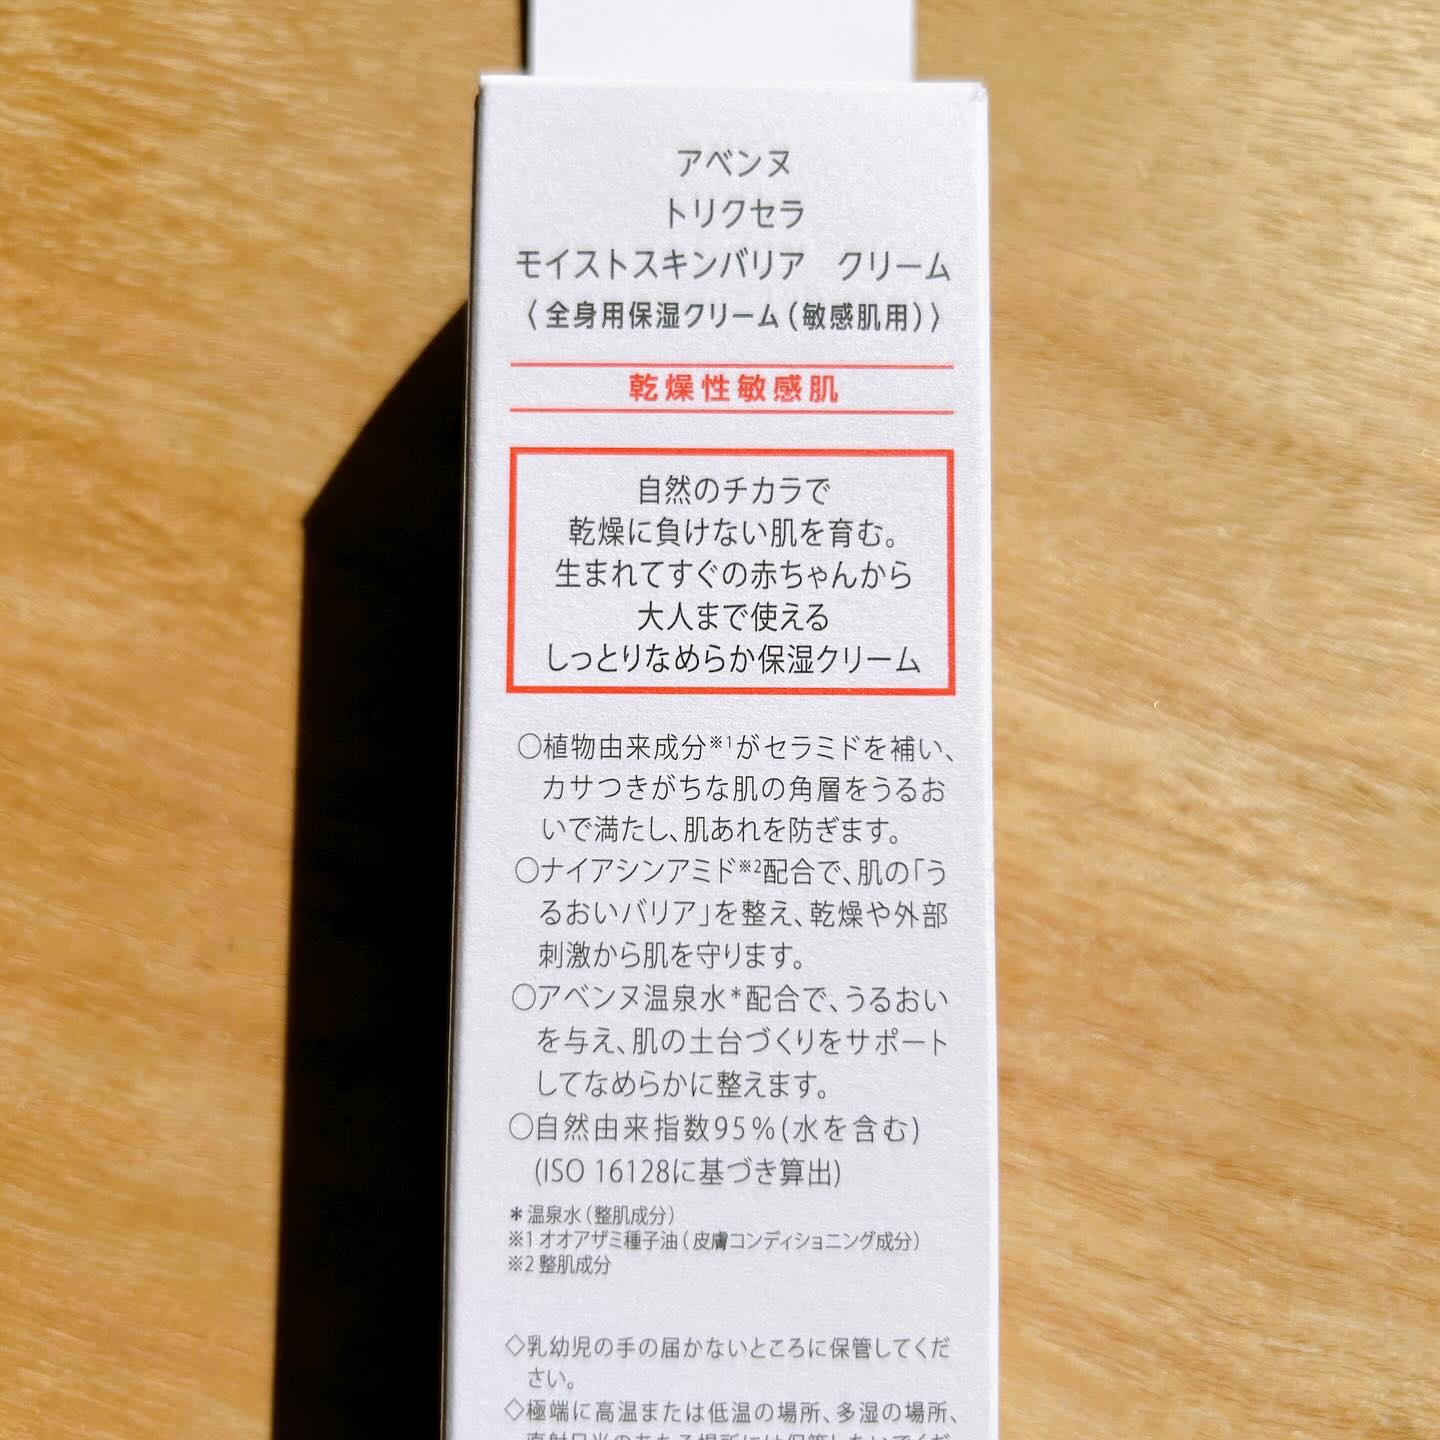 アベンヌ
トリクセラ
モイストスキンバリア　クリーム
〈全身用保湿クリーム(敏感肌用)〉
乾燥性敏感肌
自然のチカラで
乾燥に負けない肌を育む。
生まれてすぐの赤ちゃんから
大人まで使える
しっとりなめらか保湿クリーム
○植物由来成分※1がセラミドを補い、
カサつきがちな肌の角層をうるお
いで満たし、肌あれを防ぎます。
○ナイアシンアミド※2配合で、肌の「う
るおいバリア」を整え、乾燥や外部
刺激から肌を守ります。
○アベンヌ温泉水*配合で、うるおい
を与え、肌の土台づくりをサポート
してなめらかに整えます。
○自然由来指数95%(水を含む)
(ISO 16128に基づき算出)
*温泉水(整肌成分)
※1 オオアザミ種子油(皮膚コンディショニング成分)
※2 整肌成分
◇乳幼児の手の届かないところに保管してくだ
さい。
◇極端に高温または低温の場所、多湿の場所、